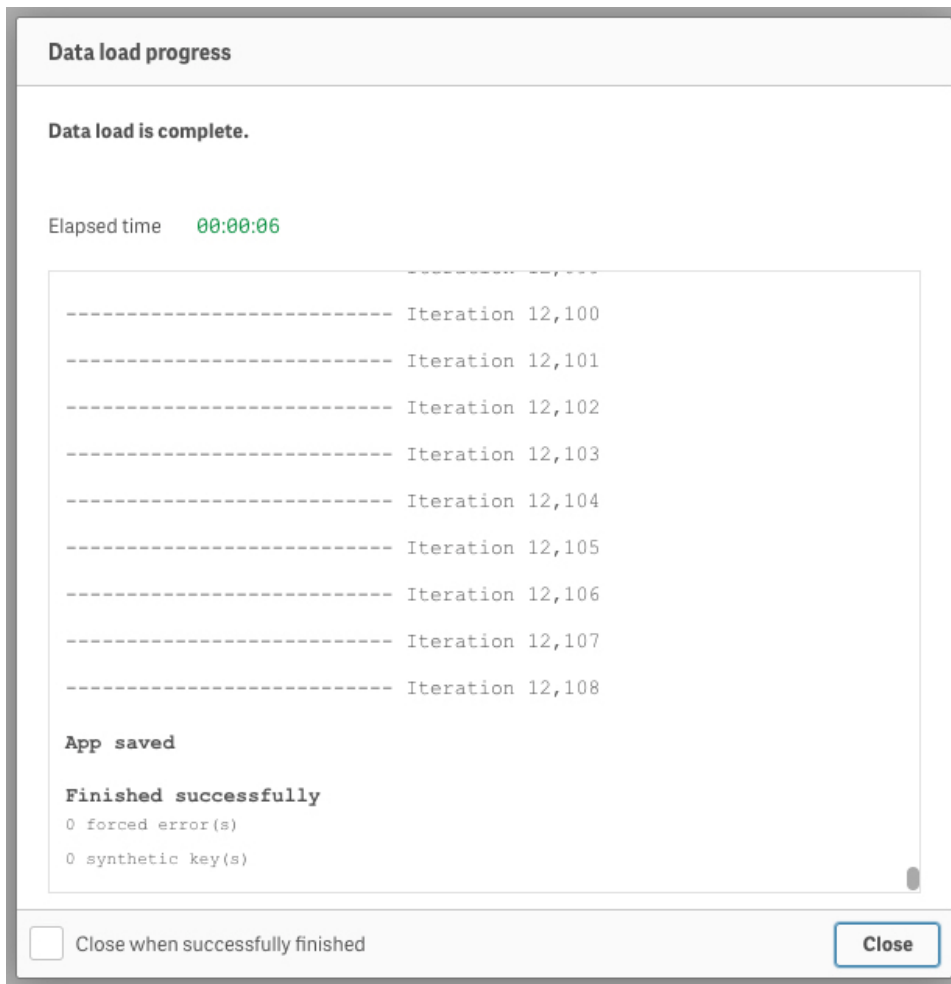 Data load progress
Data load is complete.
Elapsed time 00:00:06
--------------------------- Iteration 12,100
--------------------------- Iteration 12,101
--------------------------- Iteration 12,102
--------------------------- Iteration 12,103
--------------------------- Iteration 12,104
--------------------------- Iteration 12,105
--------------------------- Iteration 12,106
--------------------------- Iteration 12,107
--------------------------- Iteration 12,108
App saved
Finished successfully
0 forced error(s)
0 synthetic key(s)
Close when successfully finished
Close